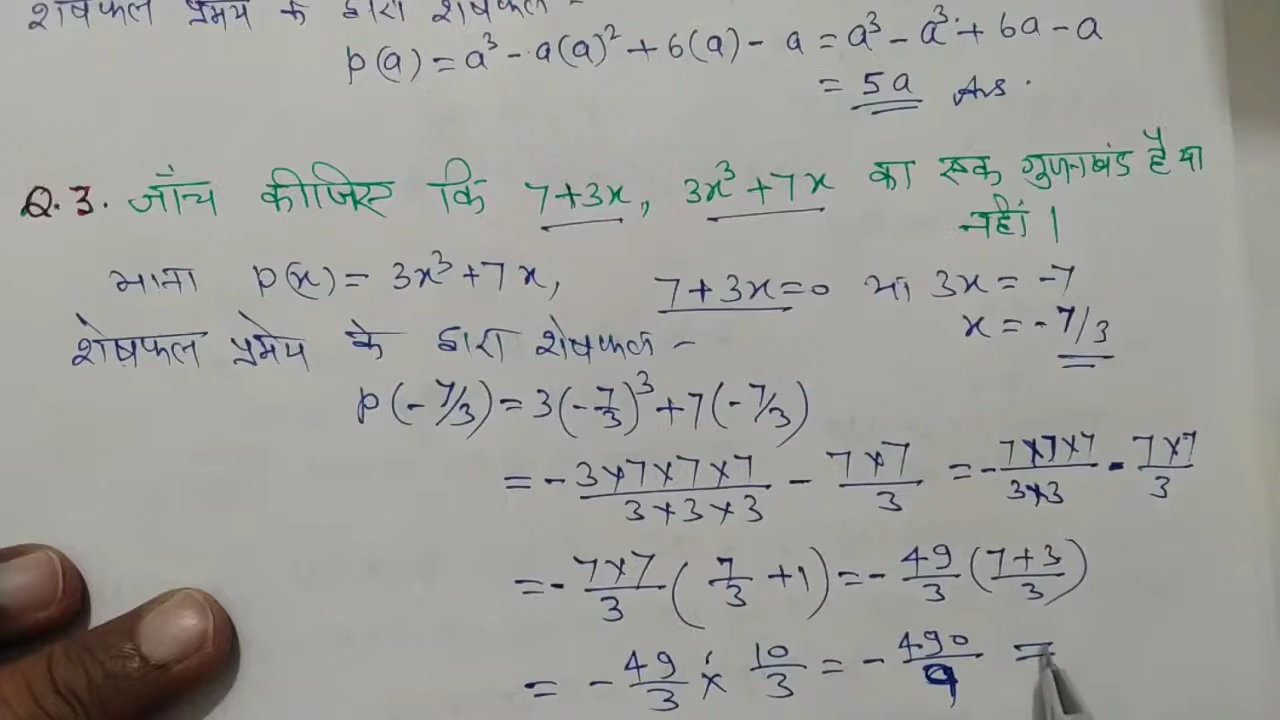 शेषफल प्रमेय के द्वारा शेषफल -
p(a) = a³ - a(a)² + 6(a) - a = a³ - a³ + 6a - a
= 5a Ans.
Q.3. जाँच कीजिए कि 7+3x, 3x³+7x का एक गुणनखंड है या
नहीं।
माना p(x) = 3x³+7x, 7+3x=0 या 3x = -7
x = -7/3
शेषफल प्रमेय के द्वारा शेषफल -
p(-7/3) = 3(-7/3)³ + 7(-7/3)
= - 3×7×7×7/3×3×3 - 7×7/3 = - 7×7×7/3×3 - 7×7/3
= - 7×7/3 (7/3 + 1) = - 49/3 (7+3/3)
= - 49/3 × 10/3 = - 490/9 =